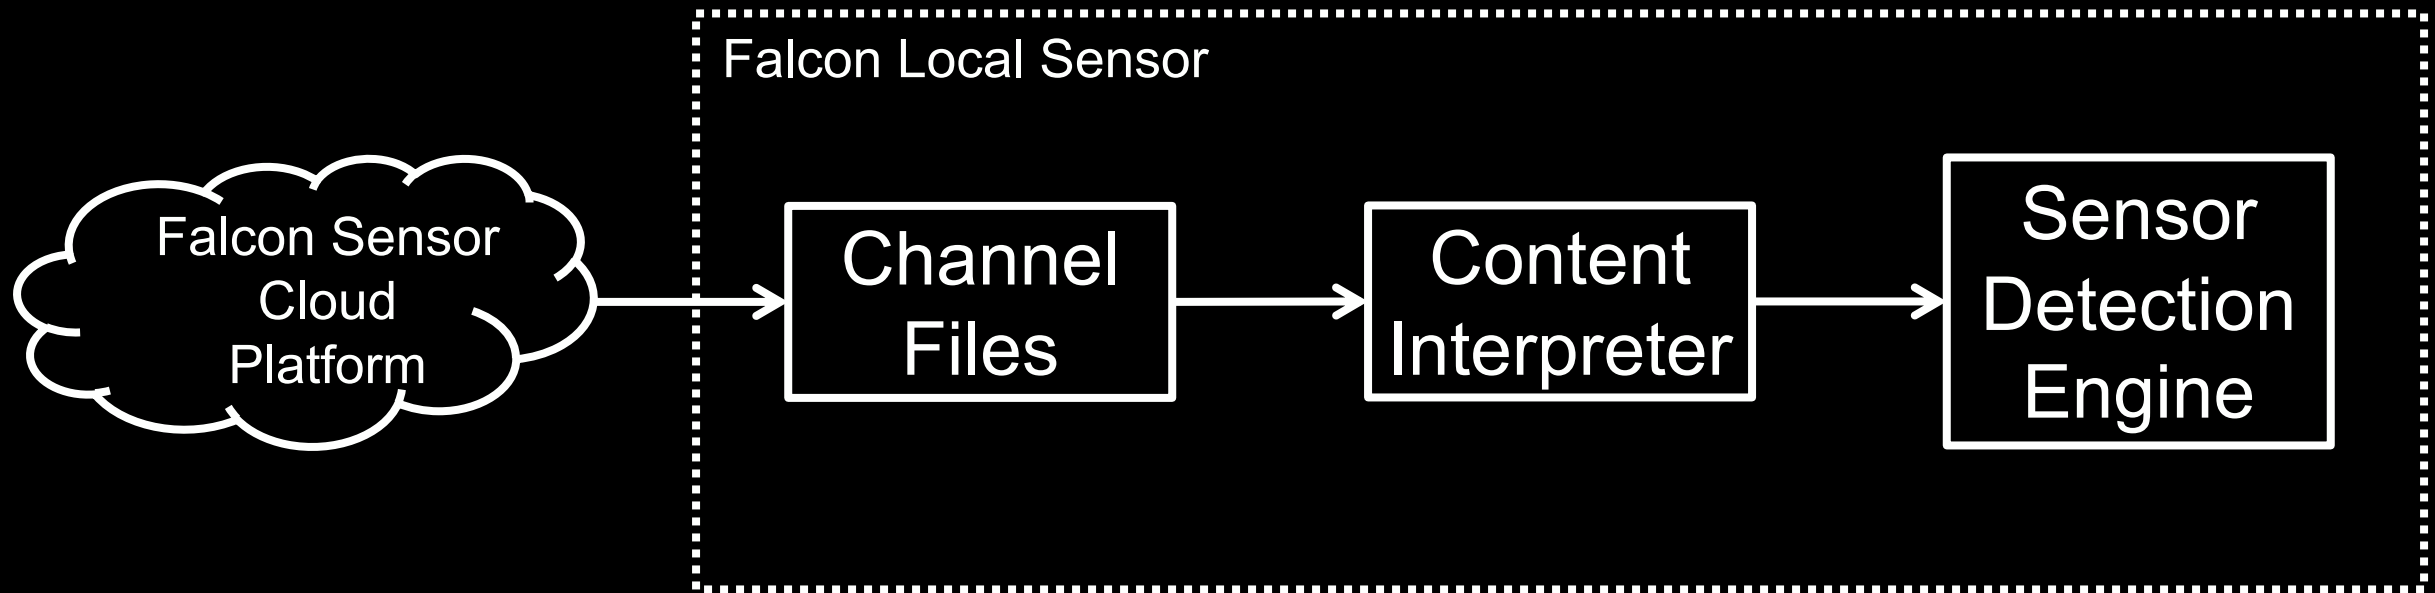 Falcon Local Sensor
Falcon Sensor
Cloud
Platform
Channel
Files
Content
Interpreter
Sensor
Detection
Engine